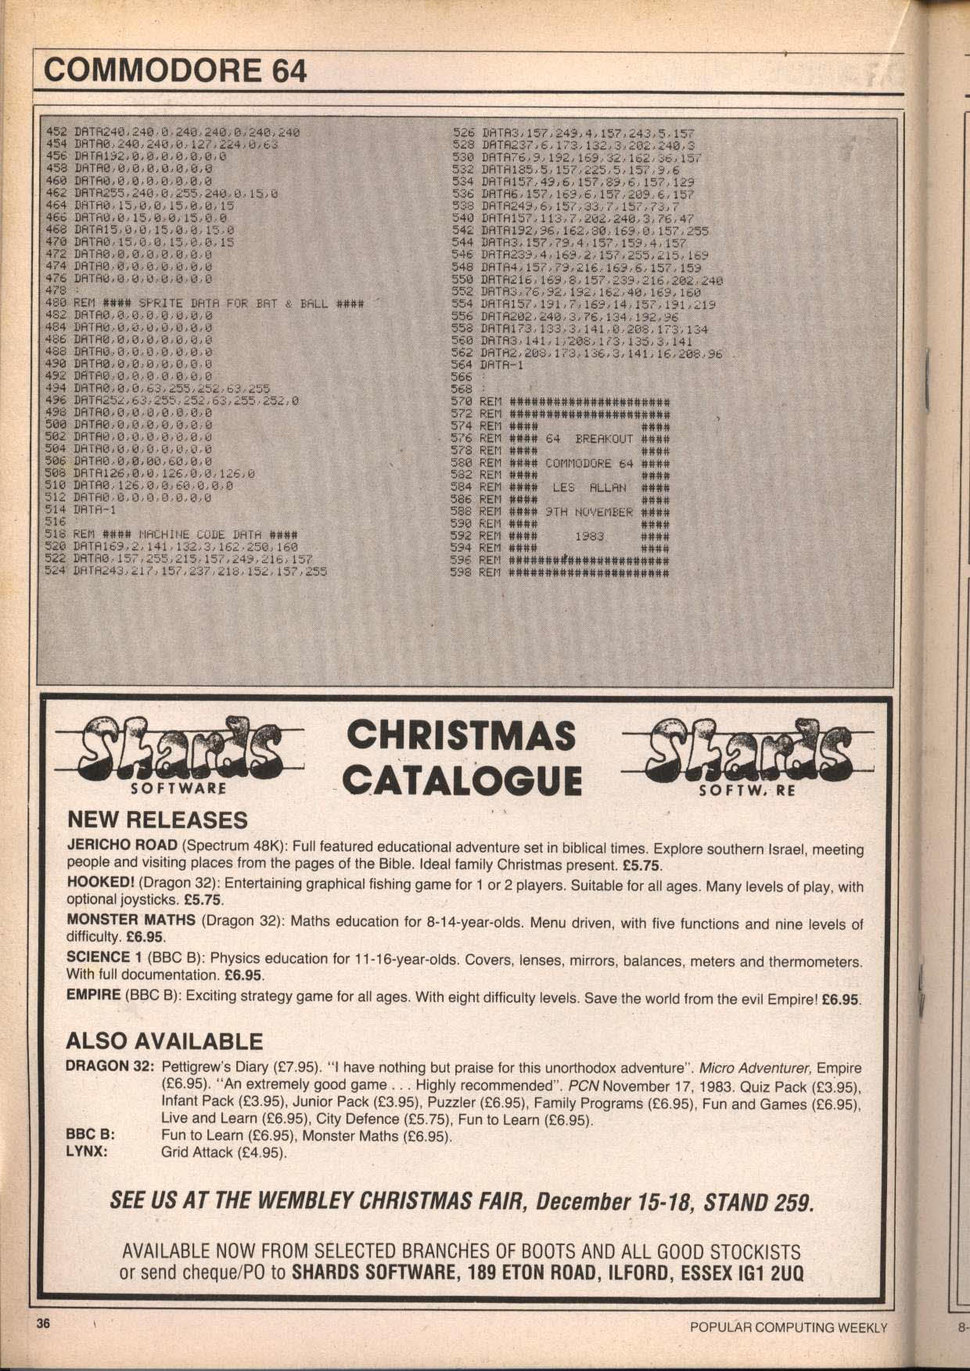 COMMODORE 64
452 DATA240,240,0,240,240,0,240,240
454 DATA0,240,240,0,127,224,0,63
456 DATA192,0,0,0,0,0,0,0
458 DATA0,0,0,0,0,0,0,0
460 DATA0,0,0,0,0,0,0,0
462 DATA255,240,0,255,240,0,15,0
464 DATA0,15,0,0,15,0,0,15
466 DATA0,0,15,0,0,15,0,0
468 DATA15,0,0,15,0,0,15,0
470 DATA0,15,0,0,15,0,0,15
472 DATA0,0,0,0,0,0,0,0
474 DATA0,0,0,0,0,0,0,0
476 DATA0,0,0,0,0,0,0,0
478 :
480 REM #### SPRITE DATA FOR BAT & BALL ####
482 DATA0,0,0,0,0,0,0,0
484 DATA0,0,0,0,0,0,0,0
486 DATA0,0,0,0,0,0,0,0
488 DATA0,0,0,0,0,0,0,0
490 DATA0,0,0,0,0,0,0,0
492 DATA0,0,0,0,0,0,0,0
494 DATA0,0,0,63,255,252,63,255
496 DATA252,63,255,252,63,255,252,0
498 DATA0,0,0,0,0,0,0,0
500 DATA0,0,0,0,0,0,0,0
502 DATA0,0,0,0,0,0,0,0
504 DATA0,0,0,0,0,0,0,0
506 DATA0,0,0,00,60,0,0
508 DATA126,0,0,126,0,0,126,0
510 DATA0,126,0,0,60,0,0,0
512 DATA0,0,0,0,0,0,0,0
514 DATA-1
516
518 REM #### MACHINE CODE DATA ####
520 DATA169,2,141,132,3,162,250,160
522 DATA0,157,255,215,157,249,216,157
524 DATA243,217,157,237,218,152,157,255
526 DATA3,157,249,4,157,243,5,157
528 DATA237,6,173,132,3,202,240,3
530 DATA76,9,192,169,32,162,36,157
532 DATA185,5,157,225,5,157,9,6
534 DATA157,49,6,157,89,6,157,129
536 DATA6,157,169,6,157,209,6,157
538 DATA249,6,157,33,7,157,73,7
540 DATA157,113,7,202,240,3,76,47
542 DATA192,96,162,80,169,0,157,255
544 DATA3,157,79,4,157,159,4,157
546 DATA239,4,169,2,157,255,215,169
548 DATA4,157,79,216,169,6,157,159
550 DATA216,169,8,157,239,216,202,240
552 DATA3,76,92,192,162,40,169,160
554 DATA157,191,7,169,14,157,191,219
556 DATA202,240,3,76,134,192,96
558 DATA173,133,3,141,0,208,173,134
560 DATA3,141,1,208,173,135,3,141
562 DATA2,208,173,136,3,141,16,208,96
564 DATA-1
566 :
568 :
570 REM ######################
572 REM ######################
574 REM #### ####
576 REM #### 64 BREAKOUT ####
578 REM #### ####
580 REM #### COMMODORE 64 ####
582 REM #### ####
584 REM #### LES ALLAN ####
586 REM #### ####
588 REM #### 9TH NOVEMBER ####
590 REM #### ####
592 REM #### 1983 ####
594 REM #### ####
596 REM ######################
598 REM ######################
Shards
SOFTWARE
CHRISTMAS
CATALOGUE
Shards
SOFTW. RE
NEW RELEASES
JERICHO ROAD (Spectrum 48K): Full featured educational adventure set in biblical times. Explore southern Israel, meeting
people and visiting places from the pages of the Bible. Ideal family Christmas present. £5.75.
HOOKED! (Dragon 32): Entertaining graphical fishing game for 1 or 2 players. Suitable for all ages. Many levels of play, with
optional joysticks. £5.75.
MONSTER MATHS (Dragon 32): Maths education for 8-14-year-olds. Menu driven, with five functions and nine levels of
difficulty. £6.95.
SCIENCE 1 (BBC B): Physics education for 11-16-year-olds. Covers, lenses, mirrors, balances, meters and thermometers.
With full documentation. £6.95.
EMPIRE (BBC B): Exciting strategy game for all ages. With eight difficulty levels. Save the world from the evil Empire! £6.95.
ALSO AVAILABLE
DRAGON 32: Pettigrew's Diary (£7.95). "I have nothing but praise for this unorthodox adventure". Micro Adventurer, Empire
(£6.95). "An extremely good game . . . Highly recommended". PCN November 17, 1983. Quiz Pack (£3.95),
Infant Pack (£3.95), Junior Pack (£3.95), Puzzler (£6.95), Family Programs (£6.95), Fun and Games (£6.95),
Live and Learn (£6.95), City Defence (£5.75), Fun to Learn (£6.95).
BBC B: Fun to Learn (£6.95), Monster Maths (£6.95).
LYNX: Grid Attack (£4.95).
SEE US AT THE WEMBLEY CHRISTMAS FAIR, December 15-18, STAND 259.
AVAILABLE NOW FROM SELECTED BRANCHES OF BOOTS AND ALL GOOD STOCKISTS
or send cheque/PO to SHARDS SOFTWARE, 189 ETON ROAD, ILFORD, ESSEX IG1 2UQ
36
POPULAR COMPUTING WEEKLY
8-